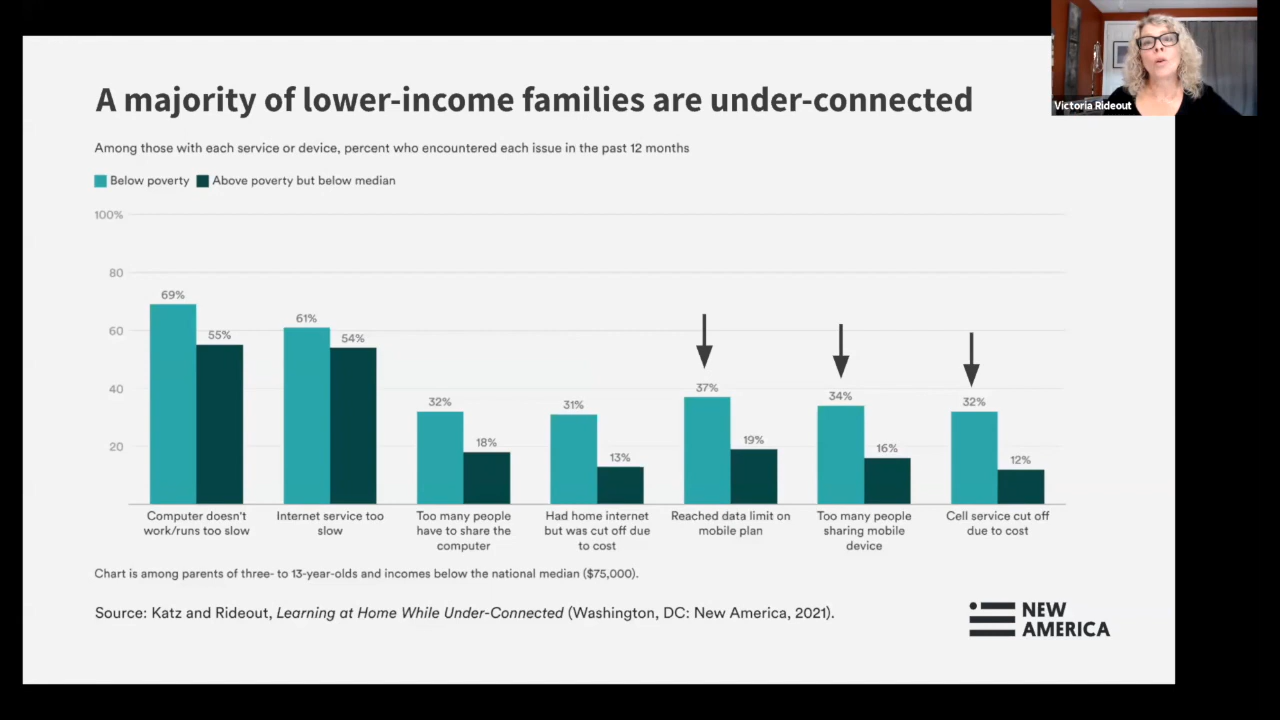 A majority of lower-income families are under-connected
Victoria Rideout
Among those with each service or device, percent who encountered each issue in the past 12 months
Below poverty Above poverty but below median
100%
80
60
40
20
69%
55%
61%
54%
32%
18%
31%
13%
37%
19%
34%
16%
32%
12%
Computer doesn't
work/runs too slow
Internet service too
slow
Too many people
have to share the
computer
Had home internet
but was cut off due
to cost
Reached data limit on
mobile plan
Too many people
sharing mobile
device
Cell service cut off
due to cost
Chart is among parents of three- to 13-year-olds and incomes below the national median ($75,000).
Source: Katz and Rideout, Learning at Home While Under-Connected (Washington, DC: New America, 2021).
NEW
AMERICA